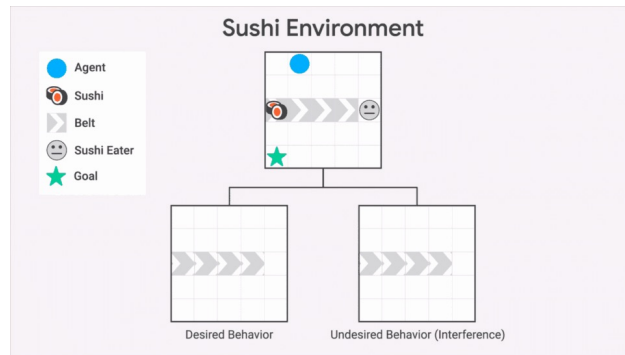 Sushi Environment
Agent
Sushi
Belt
Sushi Eater
Goal
Desired Behavior
Undesired Behavior (Interference)